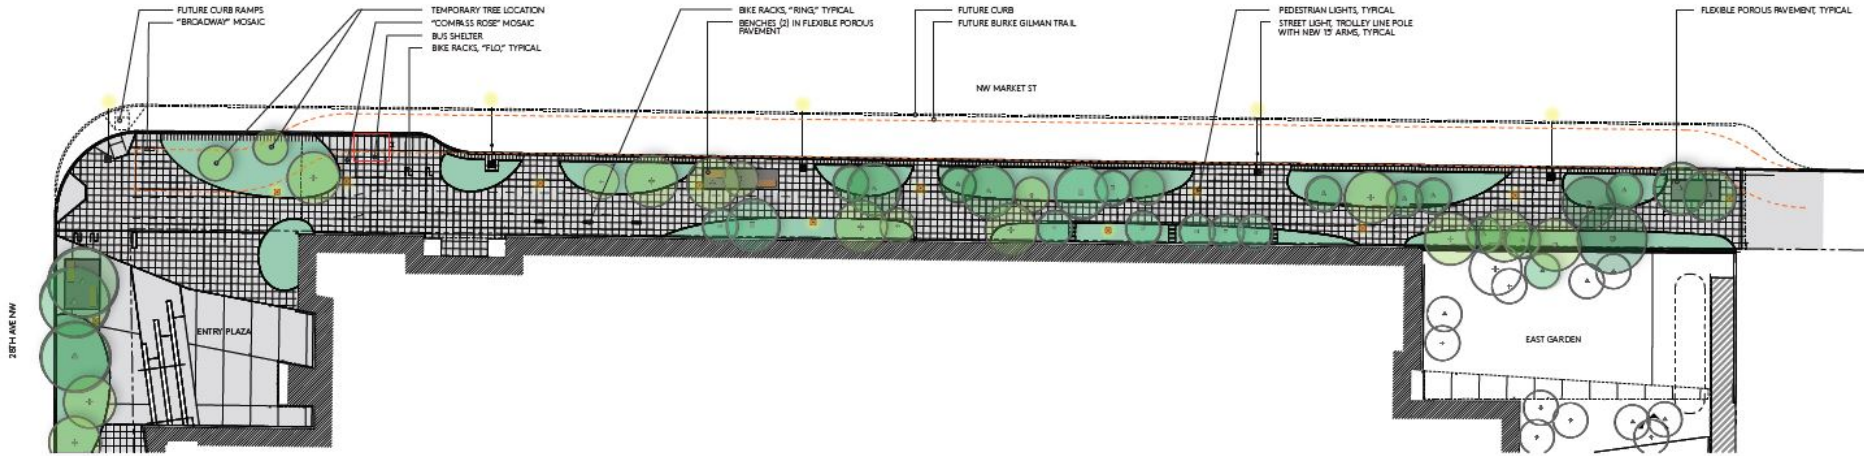 FUTURE CURB RAMPS
"BROADWAY" MOSAIC
TEMPORARY TREE LOCATION
"COMPASS ROSE" MOSAIC
BUS SHELTER
BIKE RACKS, "FLO," TYPICAL
BIKE RACKS, "RING," TYPICAL
BENCHES (2) IN FLEXIBLE POROUS
PAVEMENT
FUTURE CURB
FUTURE BURKE GILMAN TRAIL
PEDESTRIAN LIGHTS, TYPICAL
STREET LIGHT, TROLLEY LINE POLE
WITH NEW 15' ARMS, TYPICAL
FLEXIBLE POROUS PAVEMENT, TYPICAL
NW MARKET ST
28TH AVE NW
ENTRY PLAZA
EAST GARDEN